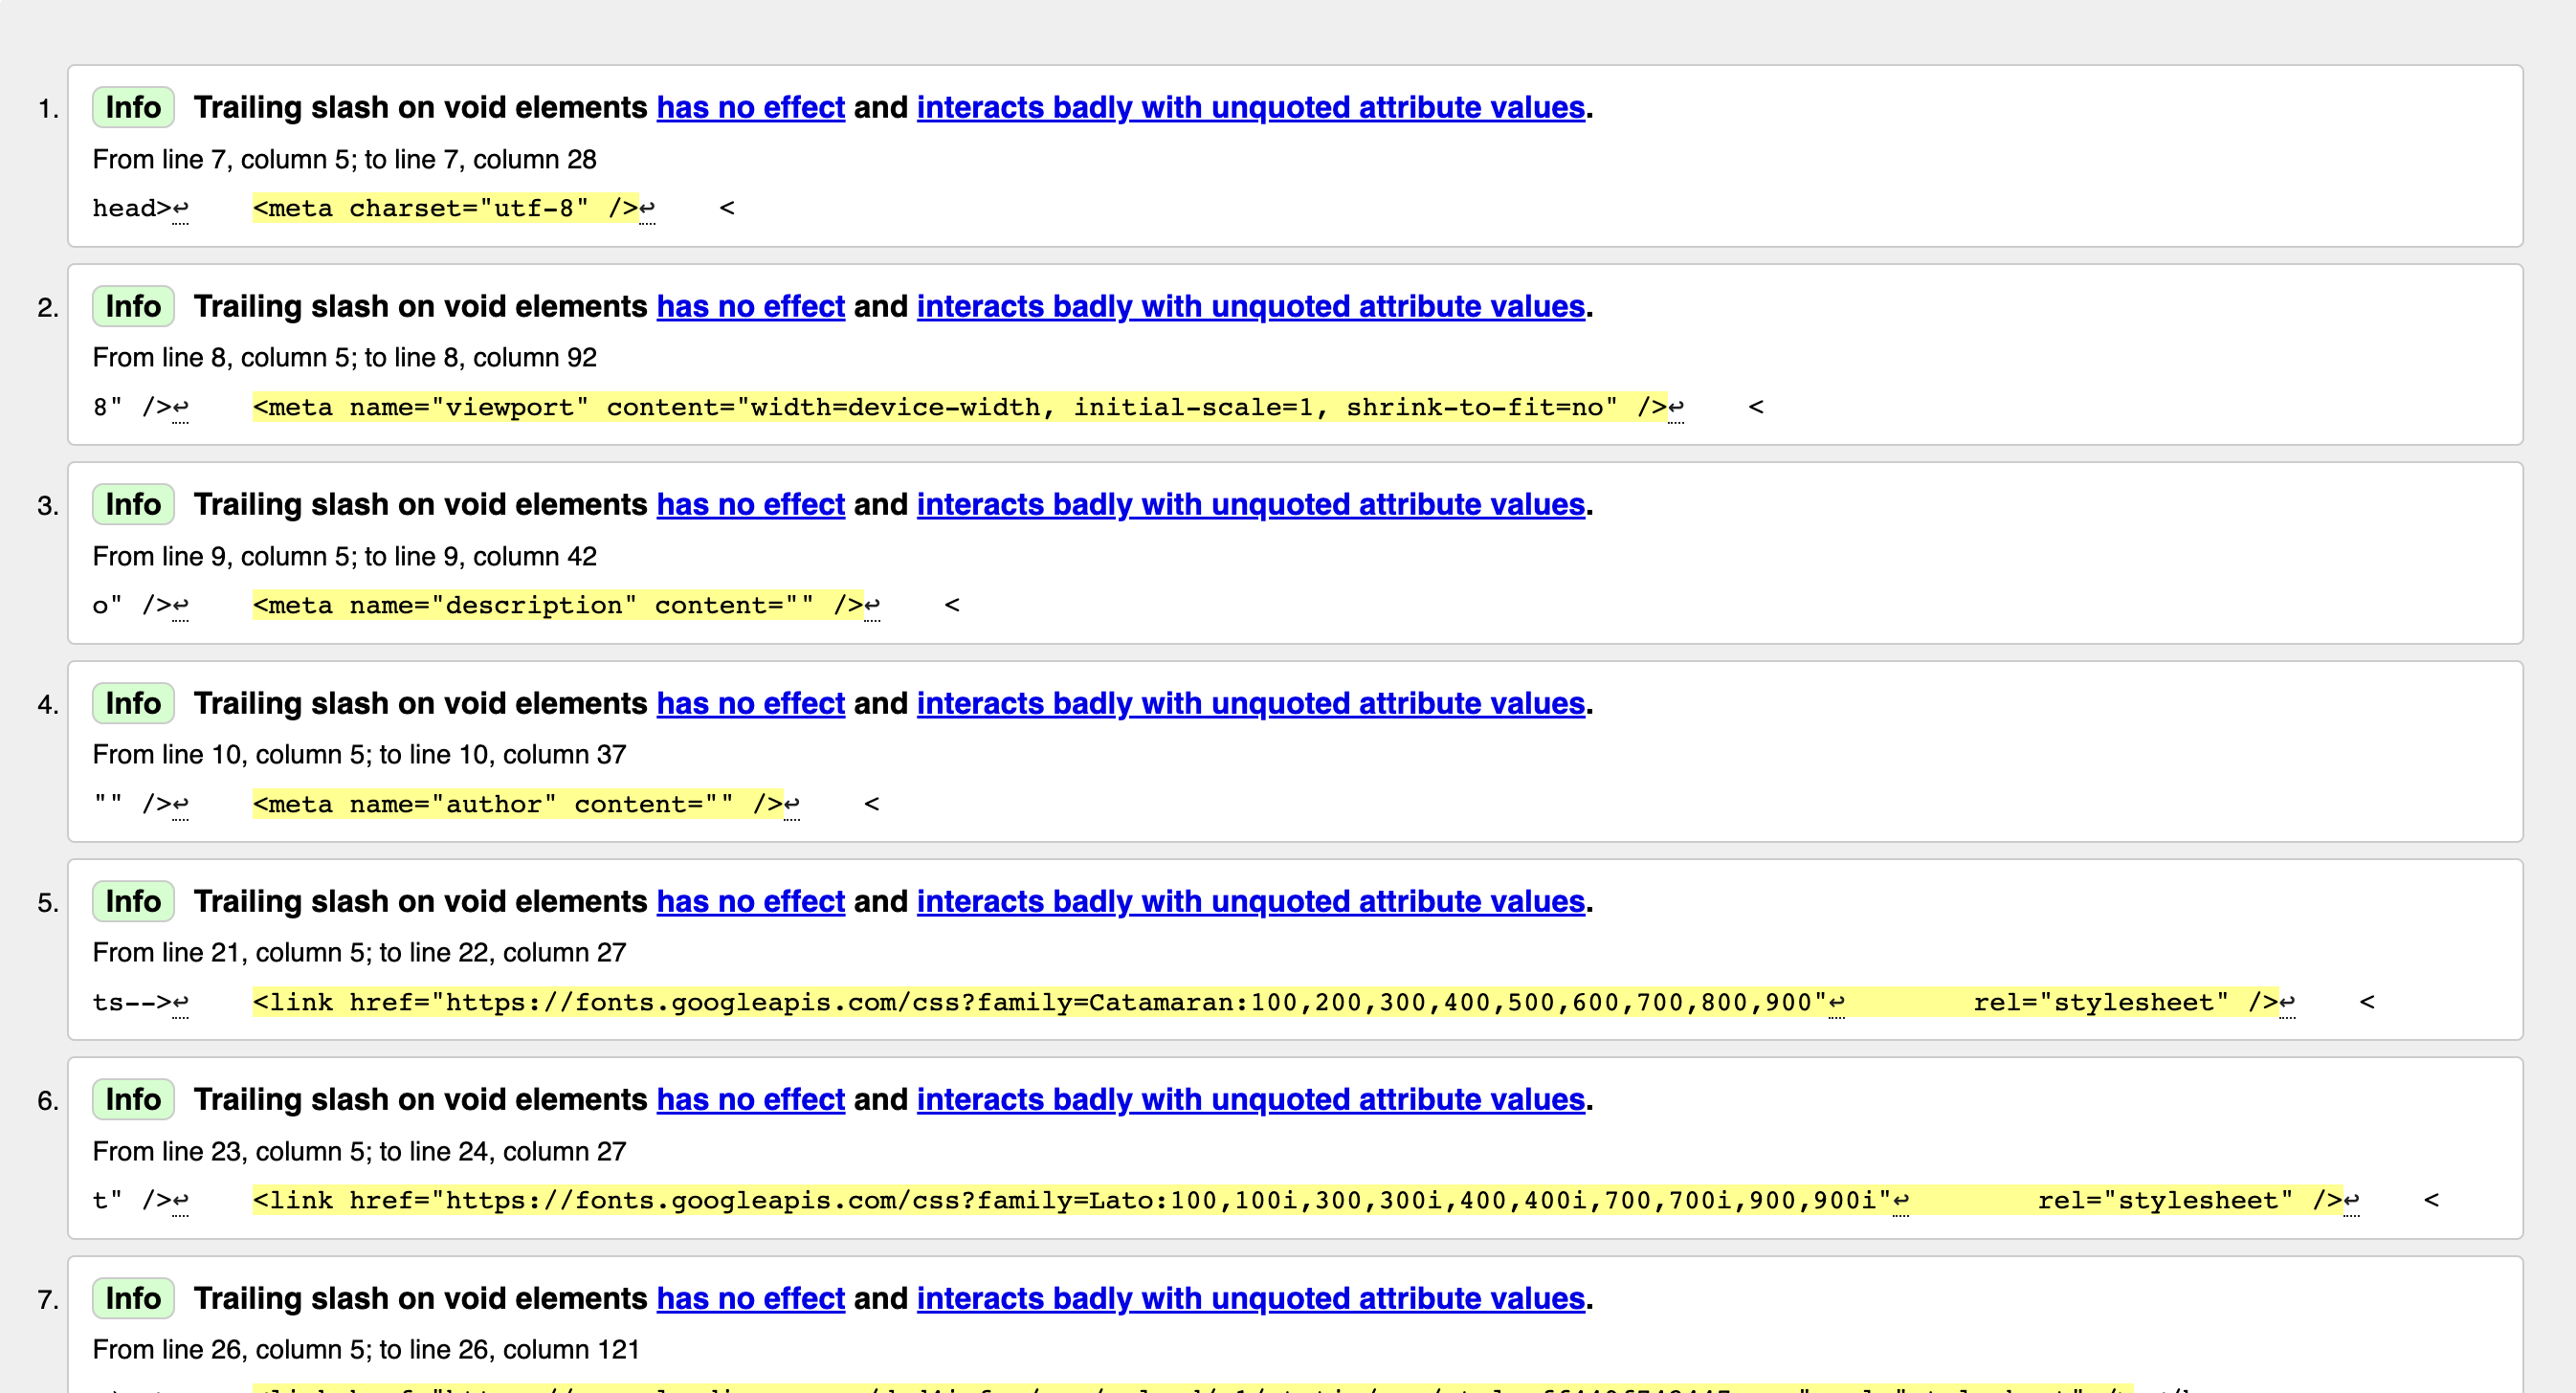 1. Info Trailing slash on void elements has no effect and interacts badly with unquoted attribute values.
From line 7, column 5; to line 7, column 28
head>↩    <meta charset="utf-8" />↩    <
2. Info Trailing slash on void elements has no effect and interacts badly with unquoted attribute values.
From line 8, column 5; to line 8, column 92
8" />↩    <meta name="viewport" content="width=device-width, initial-scale=1, shrink-to-fit=no" />↩    <
3. Info Trailing slash on void elements has no effect and interacts badly with unquoted attribute values.
From line 9, column 5; to line 9, column 42
o" />↩    <meta name="description" content="" />↩    <
4. Info Trailing slash on void elements has no effect and interacts badly with unquoted attribute values.
From line 10, column 5; to line 10, column 37
"" />↩    <meta name="author" content="" />↩    <
5. Info Trailing slash on void elements has no effect and interacts badly with unquoted attribute values.
From line 21, column 5; to line 22, column 27
ts-->↩    <link href="https://fonts.googleapis.com/css?family=Catamaran:100,200,300,400,500,600,700,800,900"↩        rel="stylesheet" />↩    <
6. Info Trailing slash on void elements has no effect and interacts badly with unquoted attribute values.
From line 23, column 5; to line 24, column 27
t" />↩    <link href="https://fonts.googleapis.com/css?family=Lato:100,100i,300,300i,400,400i,700,700i,900,900i"↩        rel="stylesheet" />↩    <
7. Info Trailing slash on void elements has no effect and interacts badly with unquoted attribute values.
From line 26, column 5; to line 26, column 121